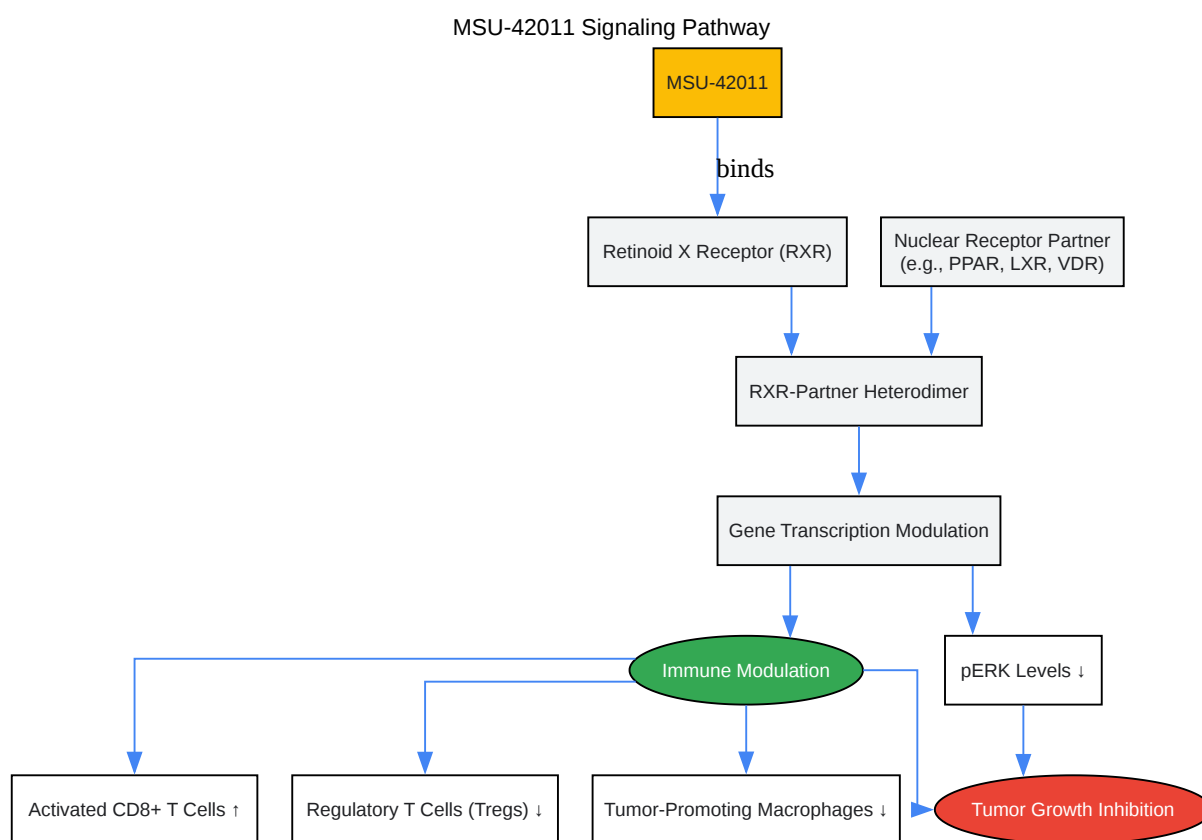 MSU-42011 Signaling Pathway
MSU-42011
binds
Retinoid X Receptor (RXR)
Nuclear Receptor Partner
(e.g., PPAR, LXR, VDR)
RXR-Partner Heterodimer
Gene Transcription Modulation
Immune Modulation
pERK Levels ↓
Activated CD8+ T Cells ↑
Regulatory T Cells (Tregs) ↓
Tumor-Promoting Macrophages ↓
Tumor Growth Inhibition